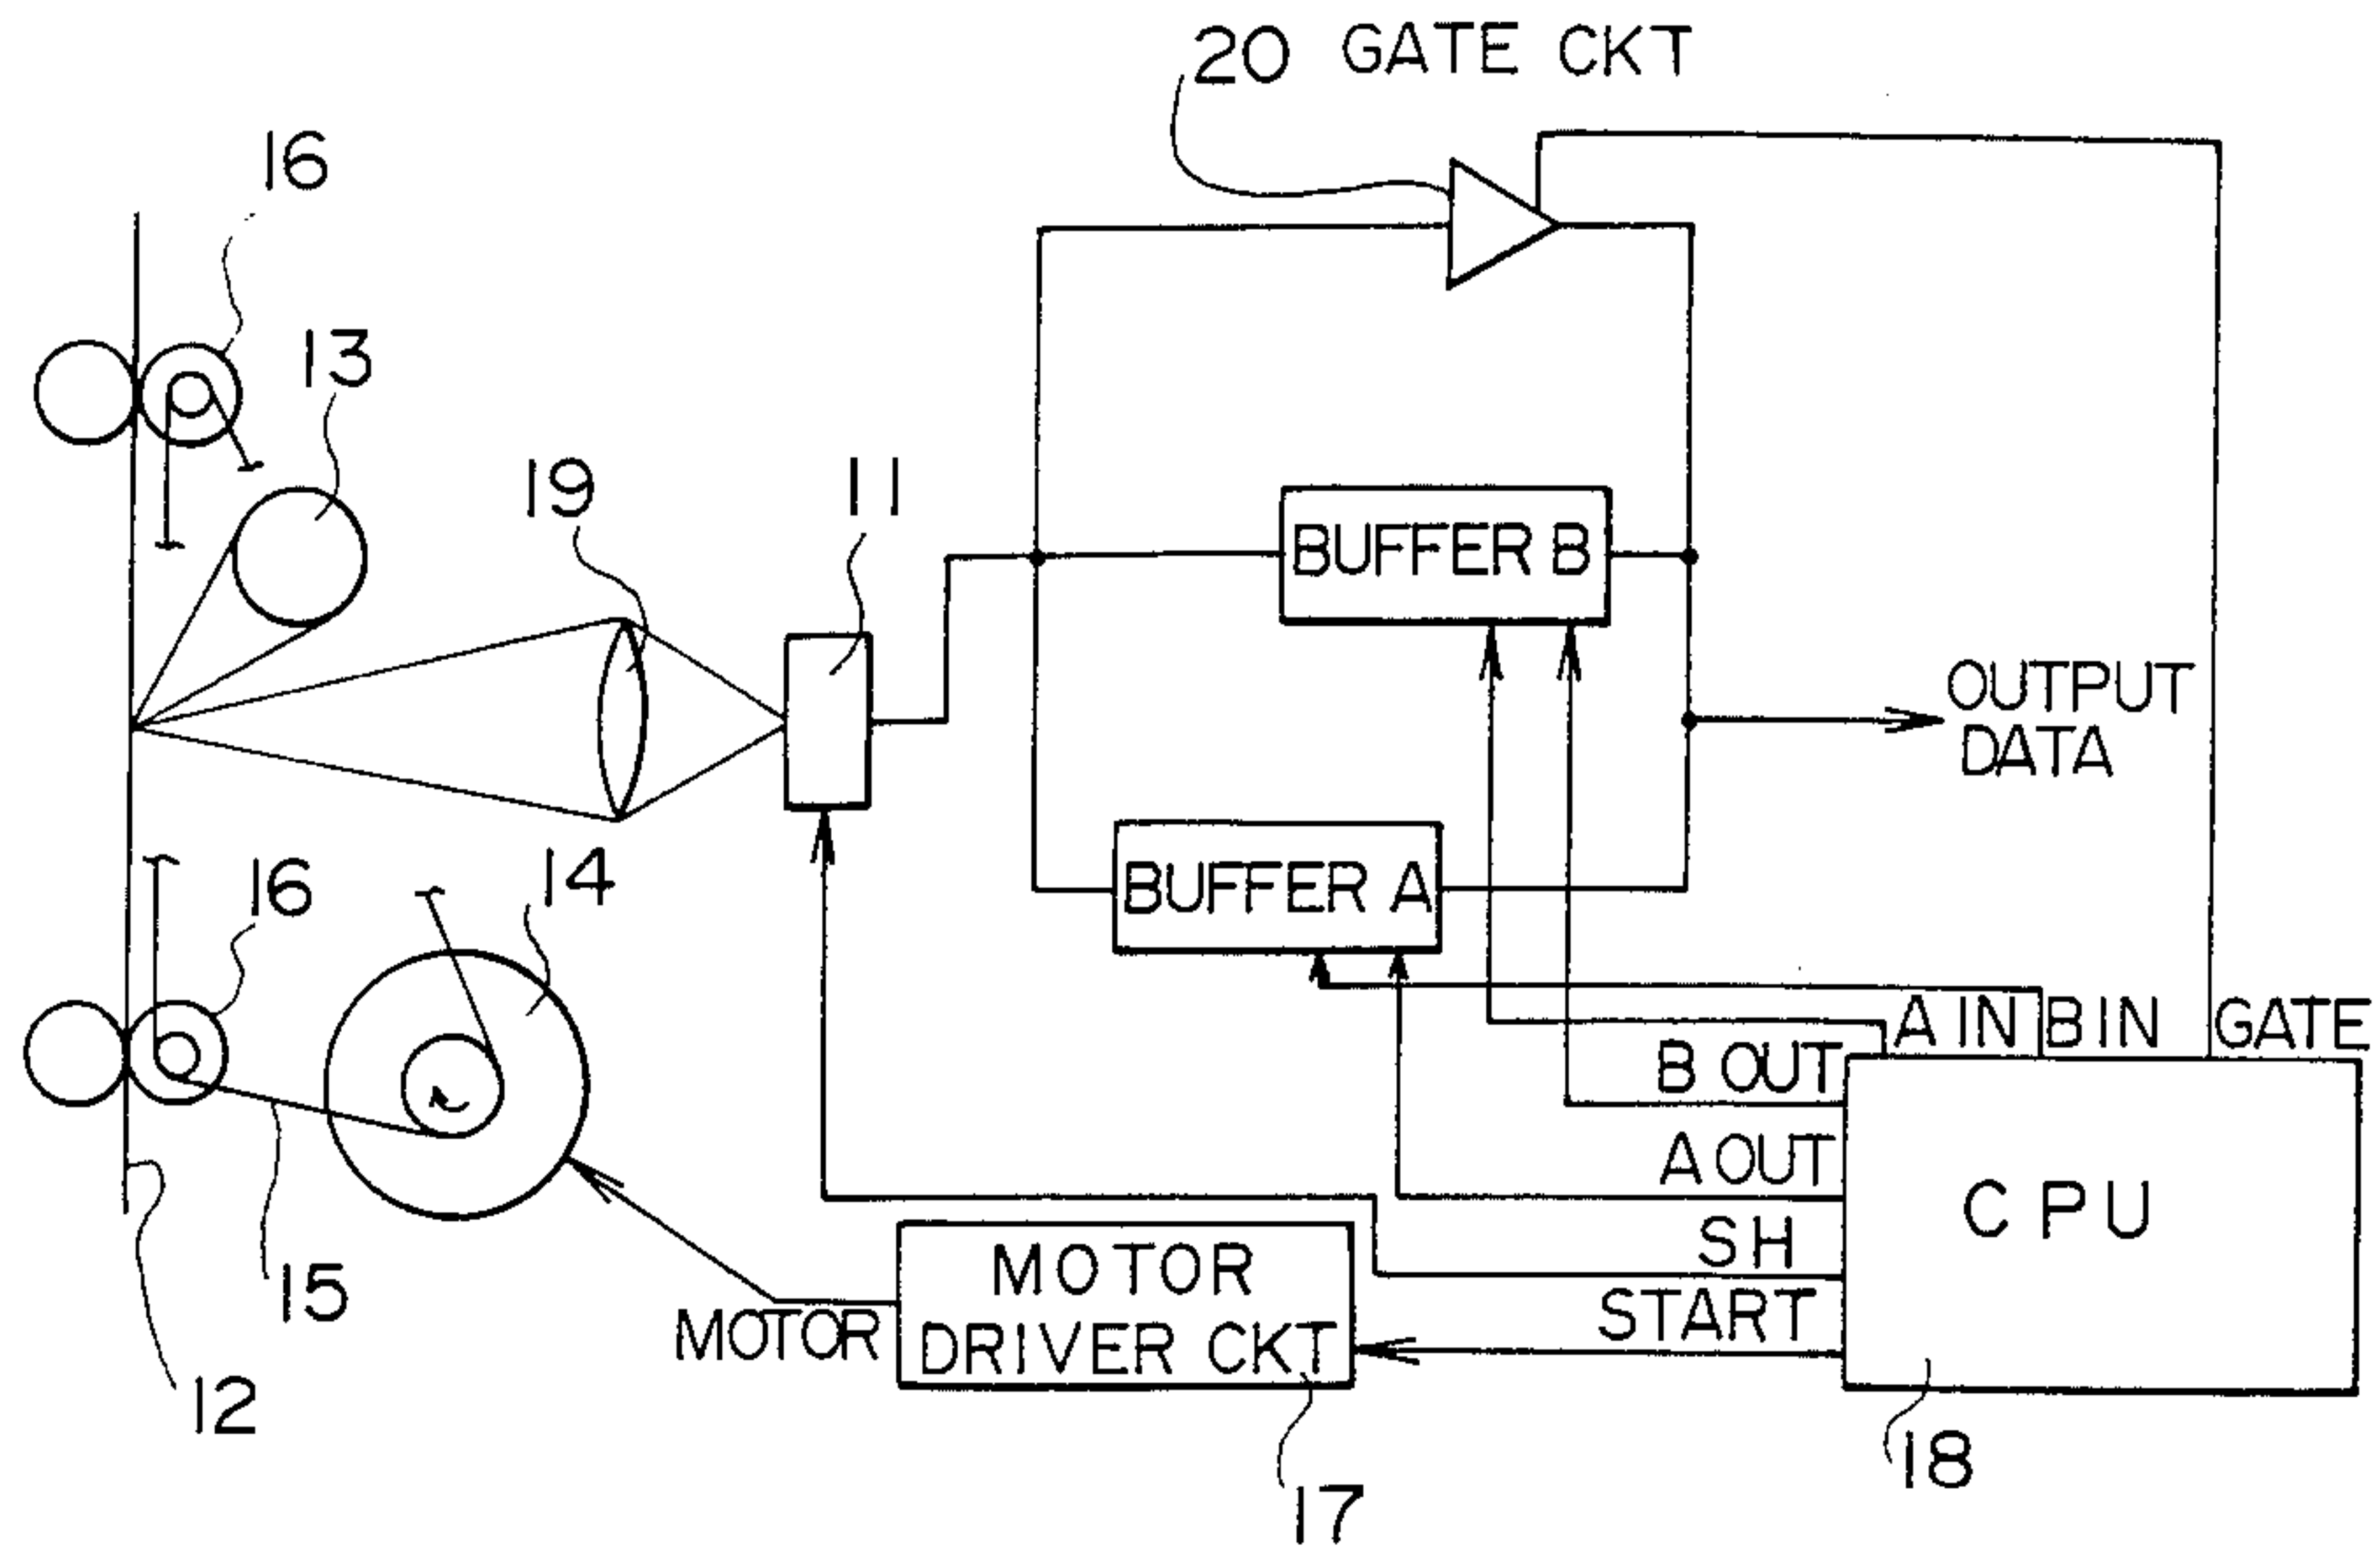 20 GATE CKT
16
13
19
11
BUFFER B
OUTPUT
DATA
BUFFER A
16
14
A IN
B IN
GATE
B OUT
A OUT
CPU
SH
START
MOTOR
DRIVER CKT
MOTOR
15
12
17
18